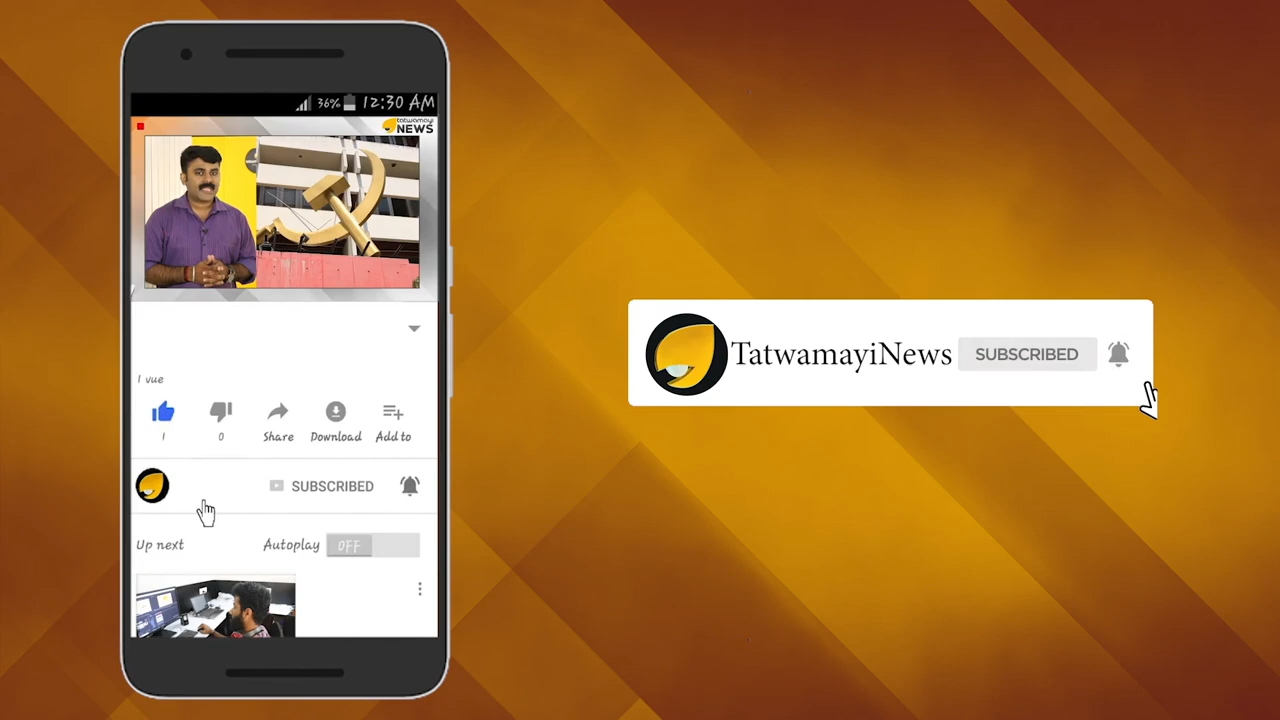 36% 12:30 AM
tatwamayi
NEWS
1 vue
1
0
Share
Download
Add to
SUBSCRIBED
Up next
Autoplay
OFF
TatwamayiNews
SUBSCRIBED